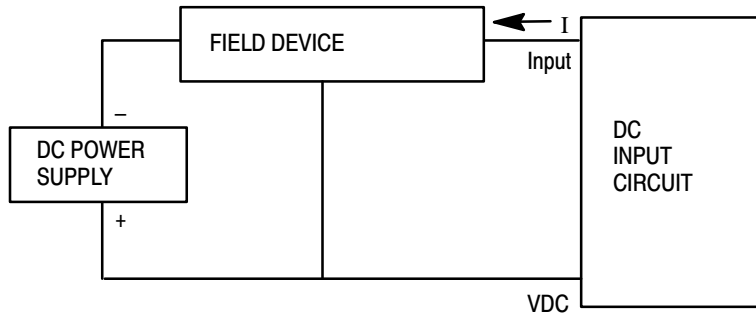 I
FIELD DEVICE
Input
–
DC POWER
SUPPLY
+
DC
INPUT
CIRCUIT
VDC